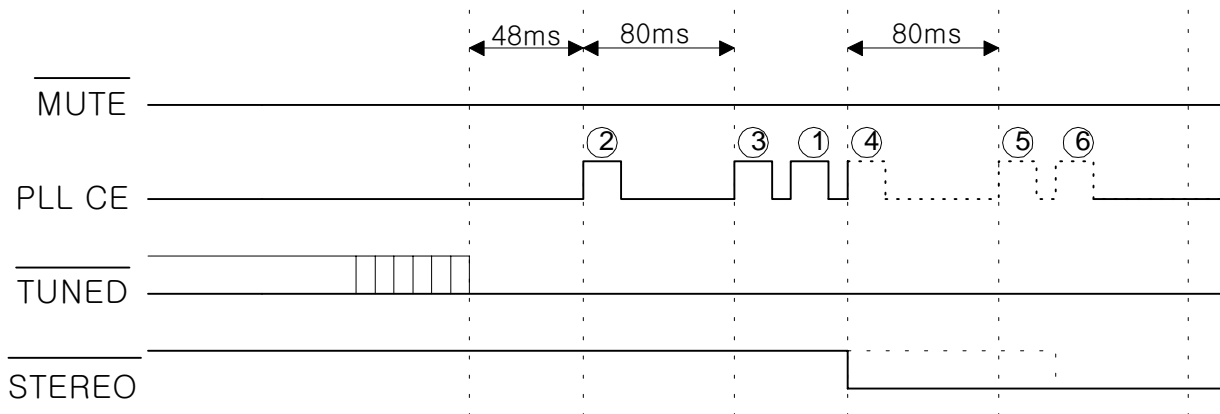 48ms 80ms 80ms
MUTE
② ③ ① ④ ⑤ ⑥
PLL CE
TUNED
STEREO